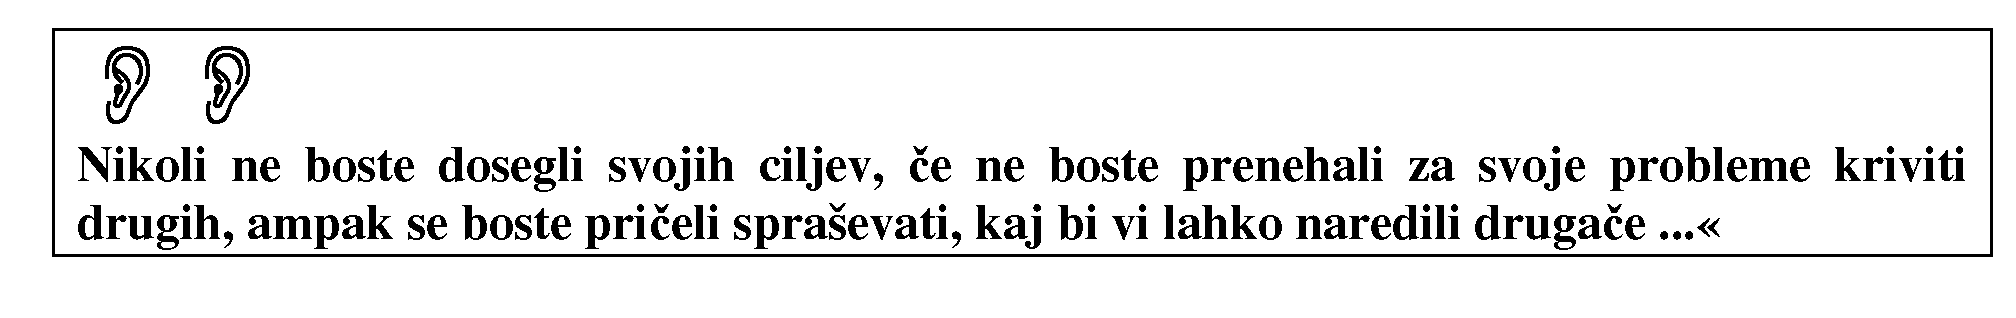 Nikoli ne boste dosegli svojih ciljev, če ne boste prenehali za svoje probleme kriviti
drugih, ampak se boste pričeli spraševati, kaj bi vi lahko naredili drugače ...«